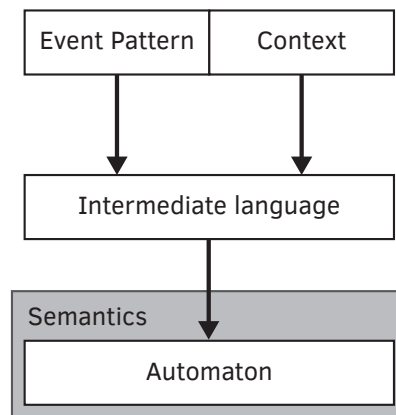 Event Pattern Context
Intermediate language
Semantics
Automaton